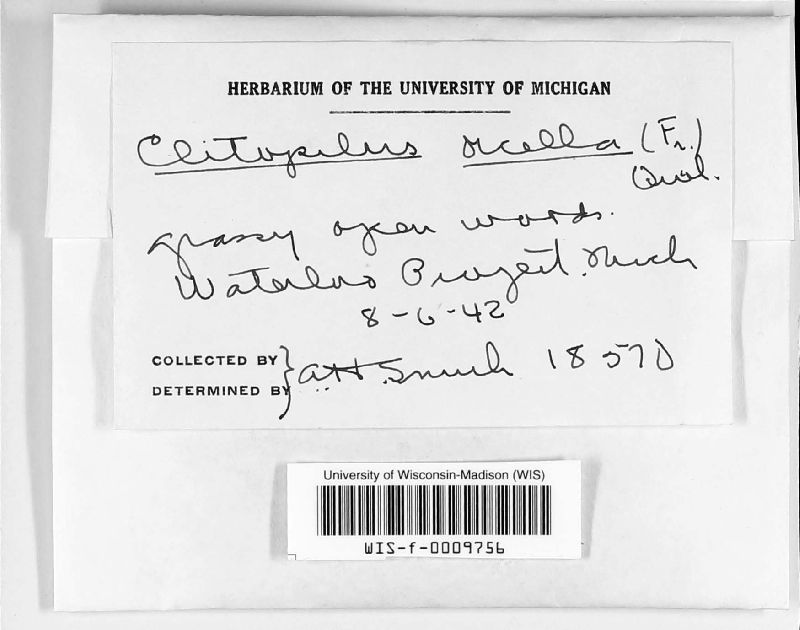 HERBARIUM OF THE UNIVERSITY OF MICHIGAN
Clitopilus orcella (Fr.)
Quel.
grassy open woods.
Waterloo Project. Mich
8-6-42
COLLECTED BY
DETERMINED BY
A.H. Smith 18570
University of Wisconsin-Madison (WIS)
WIS-f-0009756